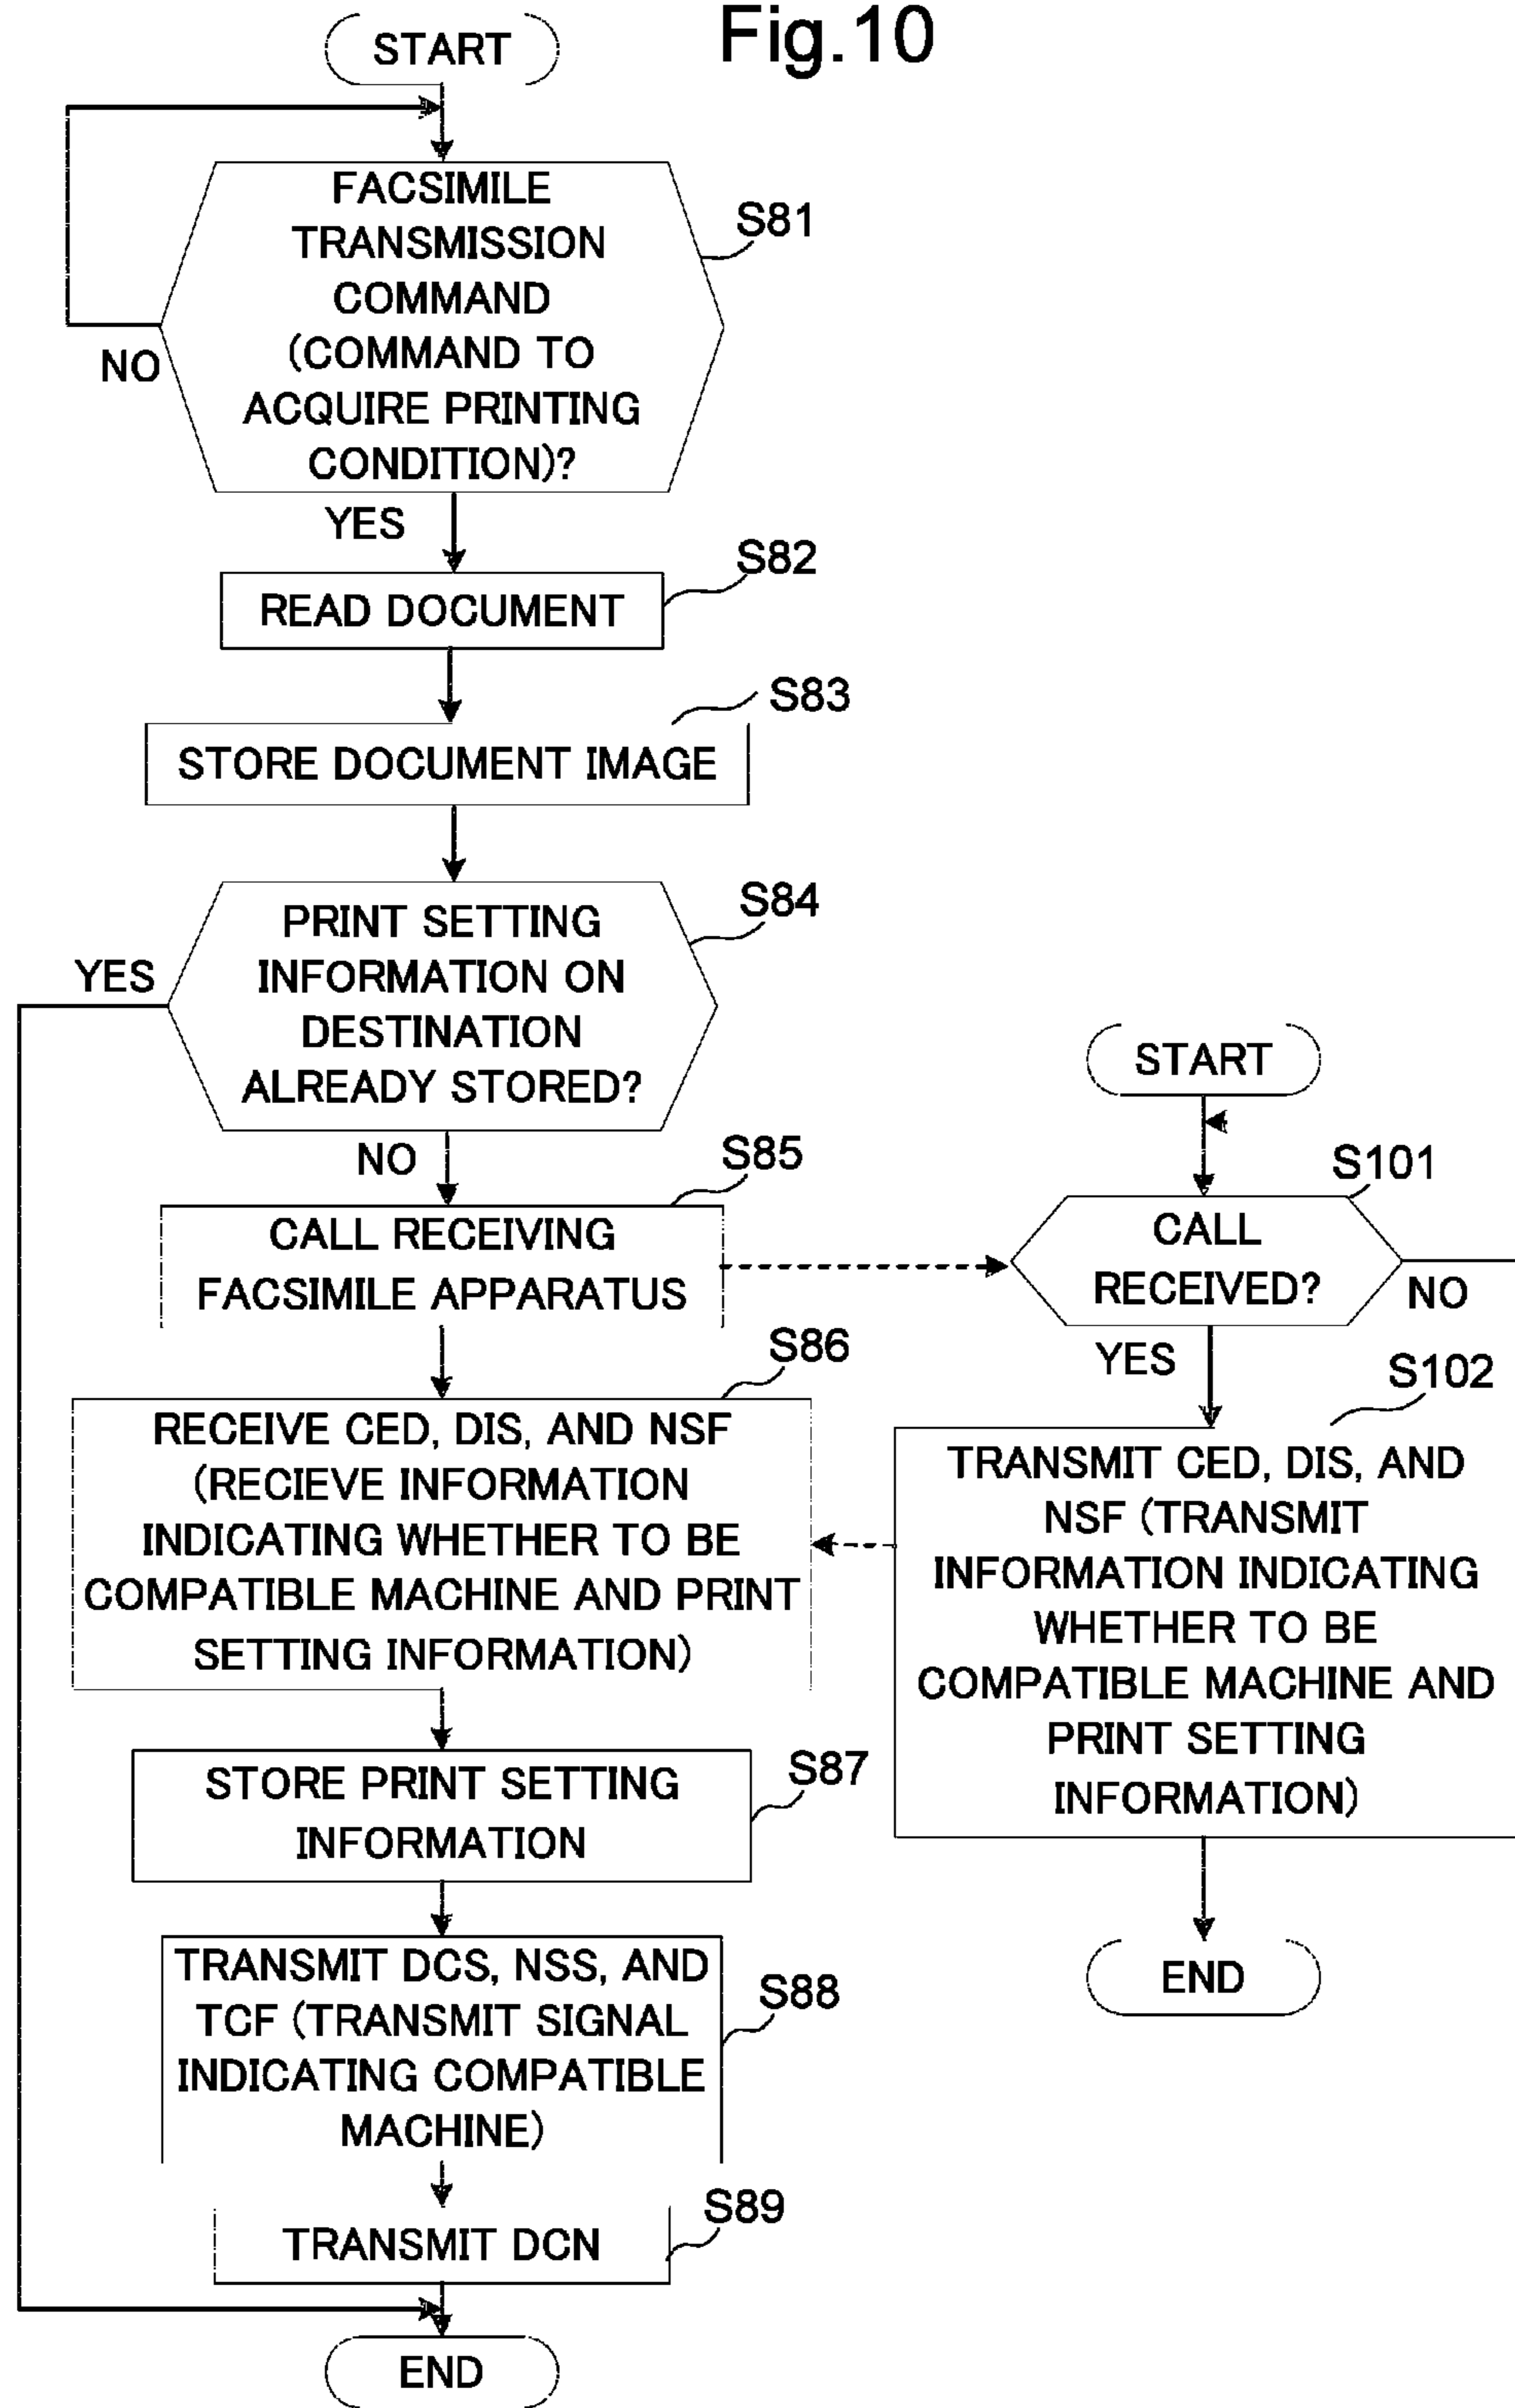 Fig.10
START
FACSIMILE
TRANSMISSION
COMMAND
(COMMAND TO
ACQUIRE PRINTING
CONDITION)?
S81
NO
YES
READ DOCUMENT
S82
STORE DOCUMENT IMAGE
S83
PRINT SETTING
INFORMATION ON
DESTINATION
ALREADY STORED?
S84
YES
NO
CALL RECEIVING
FACSIMILE APPARATUS
S85
RECEIVE CED, DIS, AND NSF
(RECIEVE INFORMATION
INDICATING WHETHER TO BE
COMPATIBLE MACHINE AND PRINT
SETTING INFORMATION)
S86
STORE PRINT SETTING
INFORMATION
S87
TRANSMIT DCS, NSS, AND
TCF (TRANSMIT SIGNAL
INDICATING COMPATIBLE
MACHINE)
S88
TRANSMIT DCN
S89
END
START
CALL
RECEIVED?
S101
NO
YES
TRANSMIT CED, DIS, AND
NSF (TRANSMIT
INFORMATION INDICATING
WHETHER TO BE
COMPATIBLE MACHINE AND
PRINT SETTING
INFORMATION)
S102
END